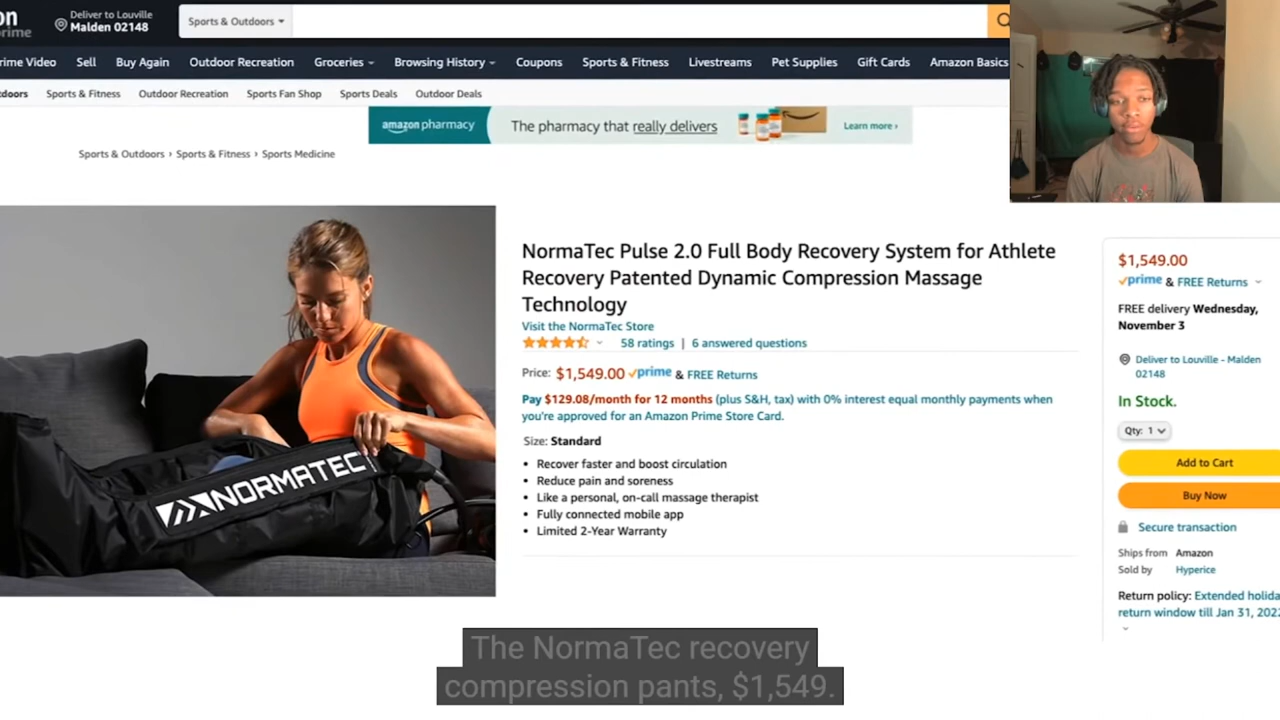 on
prime
Deliver to Louville
Malden 02148
Sports & Outdoors
rime Video Sell Buy Again Outdoor Recreation Groceries Browsing History Coupons Sports & Fitness Livestreams Pet Supplies Gift Cards Amazon Basics
doors Sports & Fitness Outdoor Recreation Sports Fan Shop Sports Deals Outdoor Deals
amazon pharmacy The pharmacy that really delivers Learn more ›
Sports & Outdoors › Sports & Fitness › Sports Medicine
NORMATEC
NormaTec Pulse 2.0 Full Body Recovery System for Athlete
Recovery Patented Dynamic Compression Massage
Technology
Visit the NormaTec Store
58 ratings | 6 answered questions
Price: $1,549.00 prime & FREE Returns
Pay $129.08/month for 12 months (plus S&H, tax) with 0% interest equal monthly payments when
you're approved for an Amazon Prime Store Card.
Size: Standard
• Recover faster and boost circulation
• Reduce pain and soreness
• Like a personal, on-call massage therapist
• Fully connected mobile app
• Limited 2-Year Warranty
$1,549.00
prime & FREE Returns
FREE delivery Wednesday,
November 3
Deliver to Louville - Malden
02148
In Stock.
Qty: 1
Add to Cart
Buy Now
Secure transaction
Ships from Amazon
Sold by Hyperice
Return policy: Extended holida
return window till Jan 31, 2022
The NormaTec recovery
compression pants, $1,549.